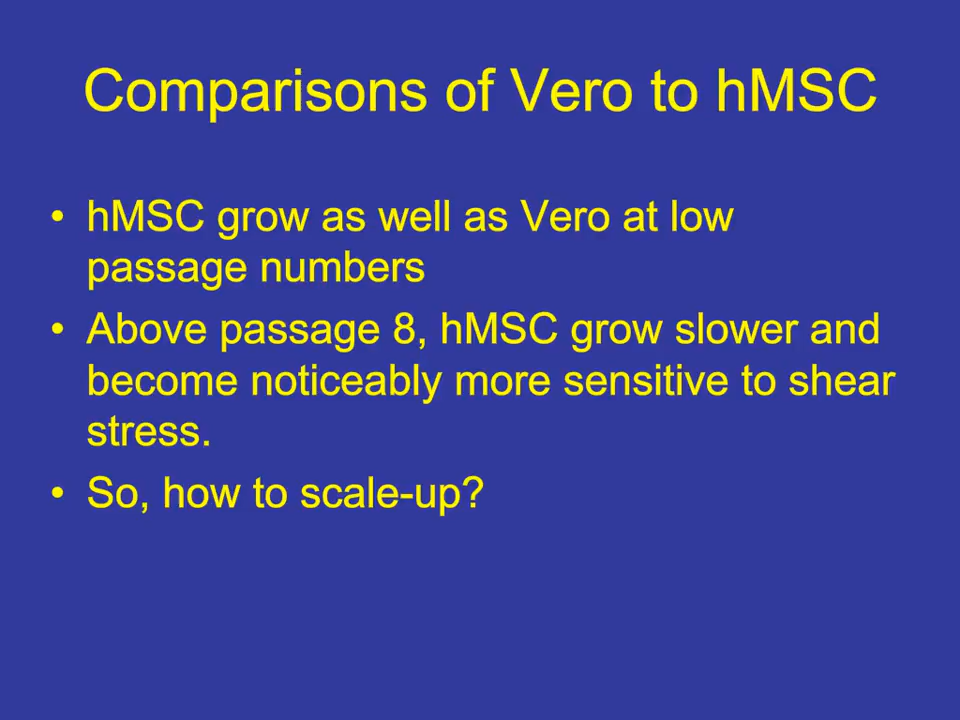 Comparisons of Vero to hMSC
• hMSC grow as well as Vero at low
passage numbers
• Above passage 8, hMSC grow slower and
become noticeably more sensitive to shear
stress.
• So, how to scale-up?